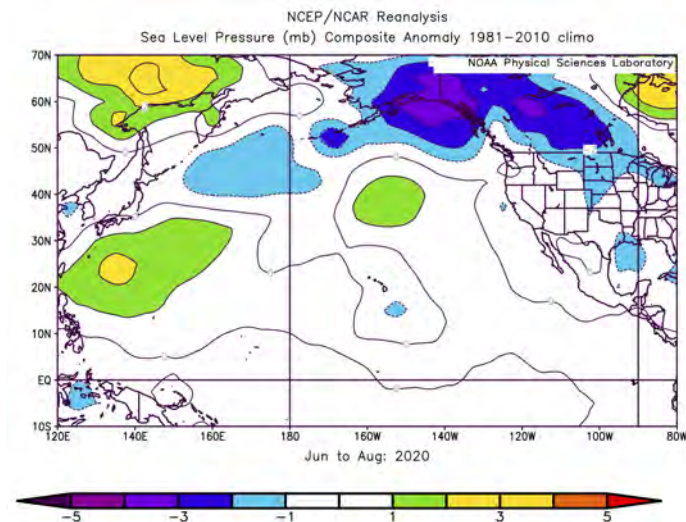 NCEP/NCAR Reanalysis
Sea Level Pressure (mb) Composite Anomaly 1981-2010 climo
NOAA Physical Sciences Laboratory
70N
60N
50N
40N
30N
20N
10N
EQ
10S
120E 140E 160E 180 160W 140W 120W 100W 80W
Jun to Aug: 2020
-5 -3 -1 1 3 5